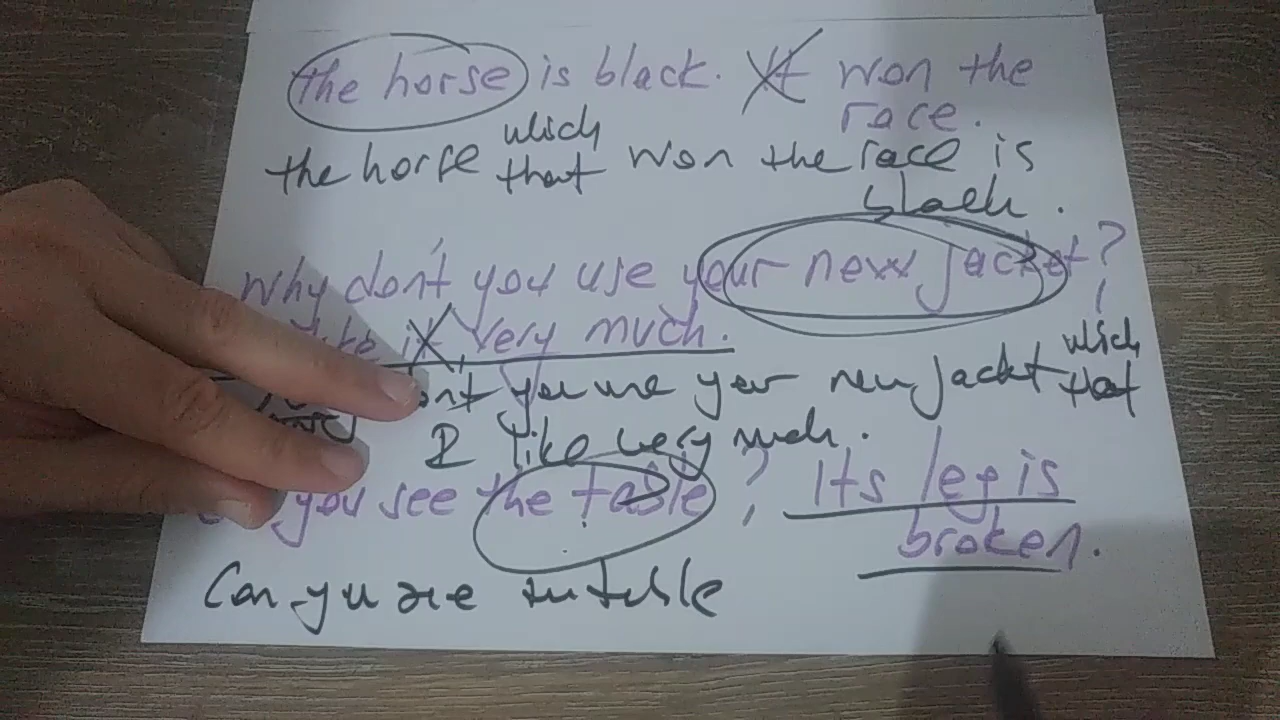 the horse is black. It won the
race.
which
the horse that won the race is
black.
Why don't you use your new jacket?
it very much.
which
you use your new jacket that
I like very much.
you see the table? Its leg is
broken.
Can you see the table